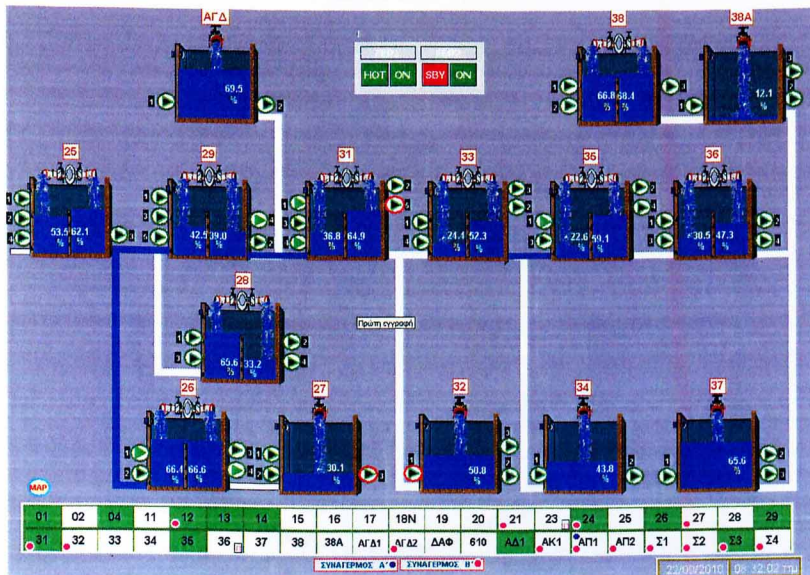 ΑΓΔ 38 38A
HOT ON SBY ON
69.5 %
66.8 % 68.4 %
12.1 %
25 29 31 33 35 36
53.5 % 62.1 %
42.5 % 39.0 %
36.8 % 64.9 %
24.4 % 52.3 %
22.6 % 59.1 %
30.5 % 47.3 %
28
65.6 % 33.2 %
Πρώτη εγγραφή
26 27 32 34 37
66.4 % 66.6 %
30.1 %
50.8 %
43.8 %
65.6 %
MAP
01 02 04 11 12 13 14 15 16 17 18N 19 20 21 23 24 25 26 27 28 29
31 32 33 34 35 36 37 38 38A ΑΓΔ1 ΑΓΔ2 ΔΑΦ 610 ΑΔ1 ΑΚ1 ΑΠ1 ΑΠ2 Σ1 Σ2 Σ3 Σ4
ΣΥΝΑΓΕΡΜΟΣ Α' ΣΥΝΑΓΕΡΜΟΣ Β'